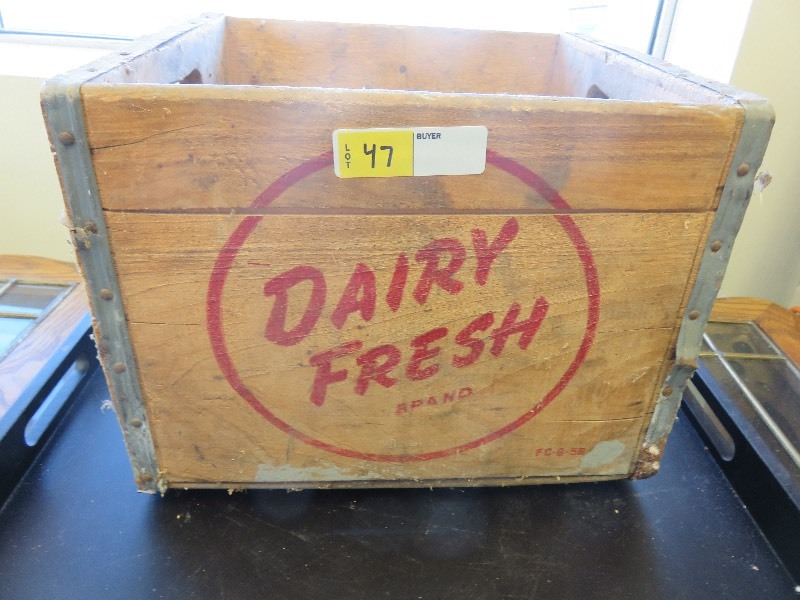 LOT 47 BUYER
DAIRY
FRESH
BRAND
FC-6-58